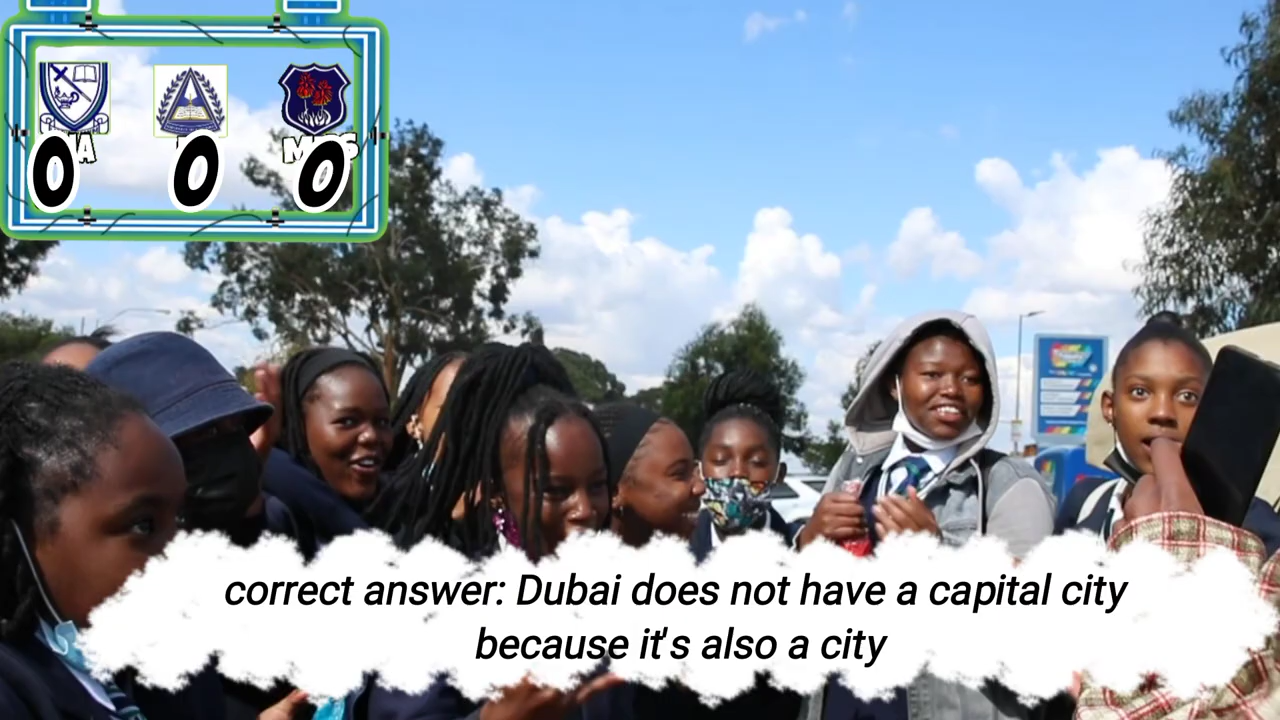 0 0 0
correct answer: Dubai does not have a capital city
because it's also a city